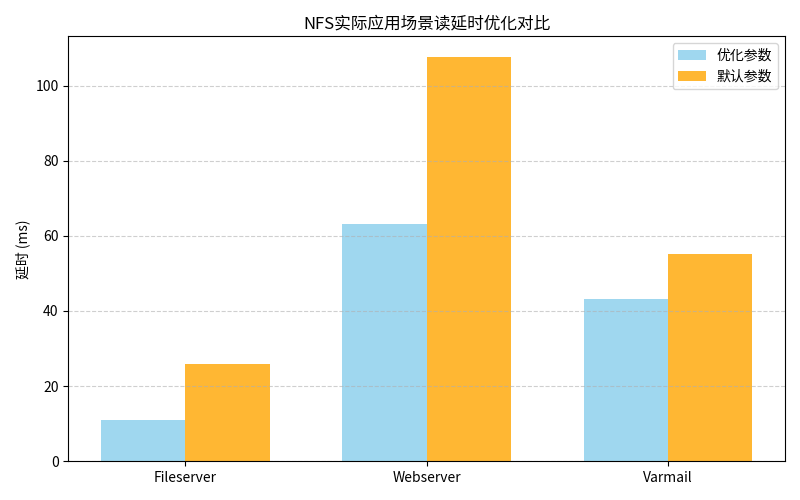 NFS实际应用场景读延时优化对比
优化参数
默认参数
延时 (ms)
100
80
60
40
20
0
Fileserver
Webserver
Varmail